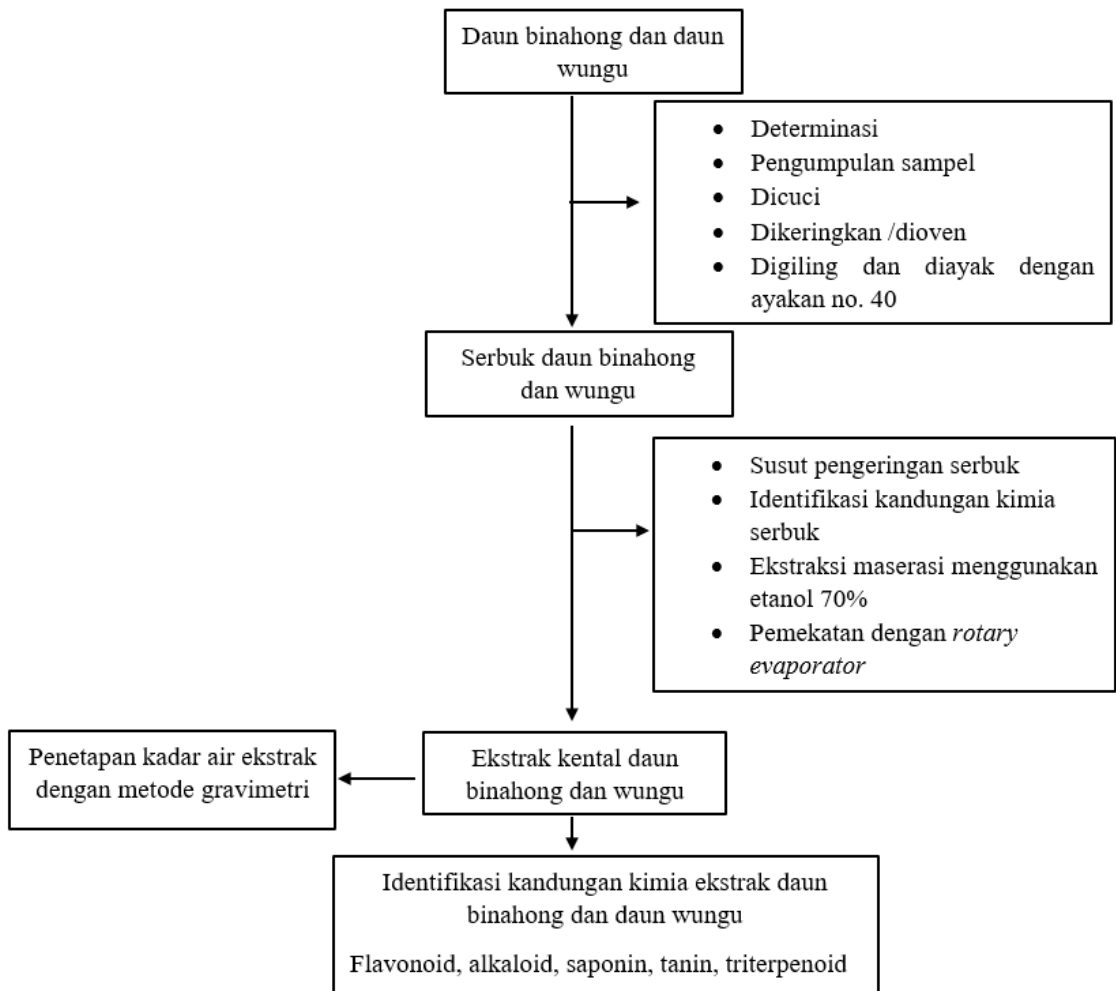 Daun binahong dan daun
wungu
• Determinasi
• Pengumpulan sampel
• Dicuci
• Dikeringkan /dioven
• Digiling dan diayak dengan
ayakan no. 40
Serbuk daun binahong
dan wungu
• Susut pengeringan serbuk
• Identifikasi kandungan kimia
serbuk
• Ekstraksi maserasi menggunakan
etanol 70%
• Pemekatan dengan rotary
evaporator
Penetapan kadar air ekstrak
dengan metode gravimetri
Ekstrak kental daun
binahong dan wungu
Identifikasi kandungan kimia ekstrak daun
binahong dan daun wungu
Flavonoid, alkaloid, saponin, tanin, triterpenoid